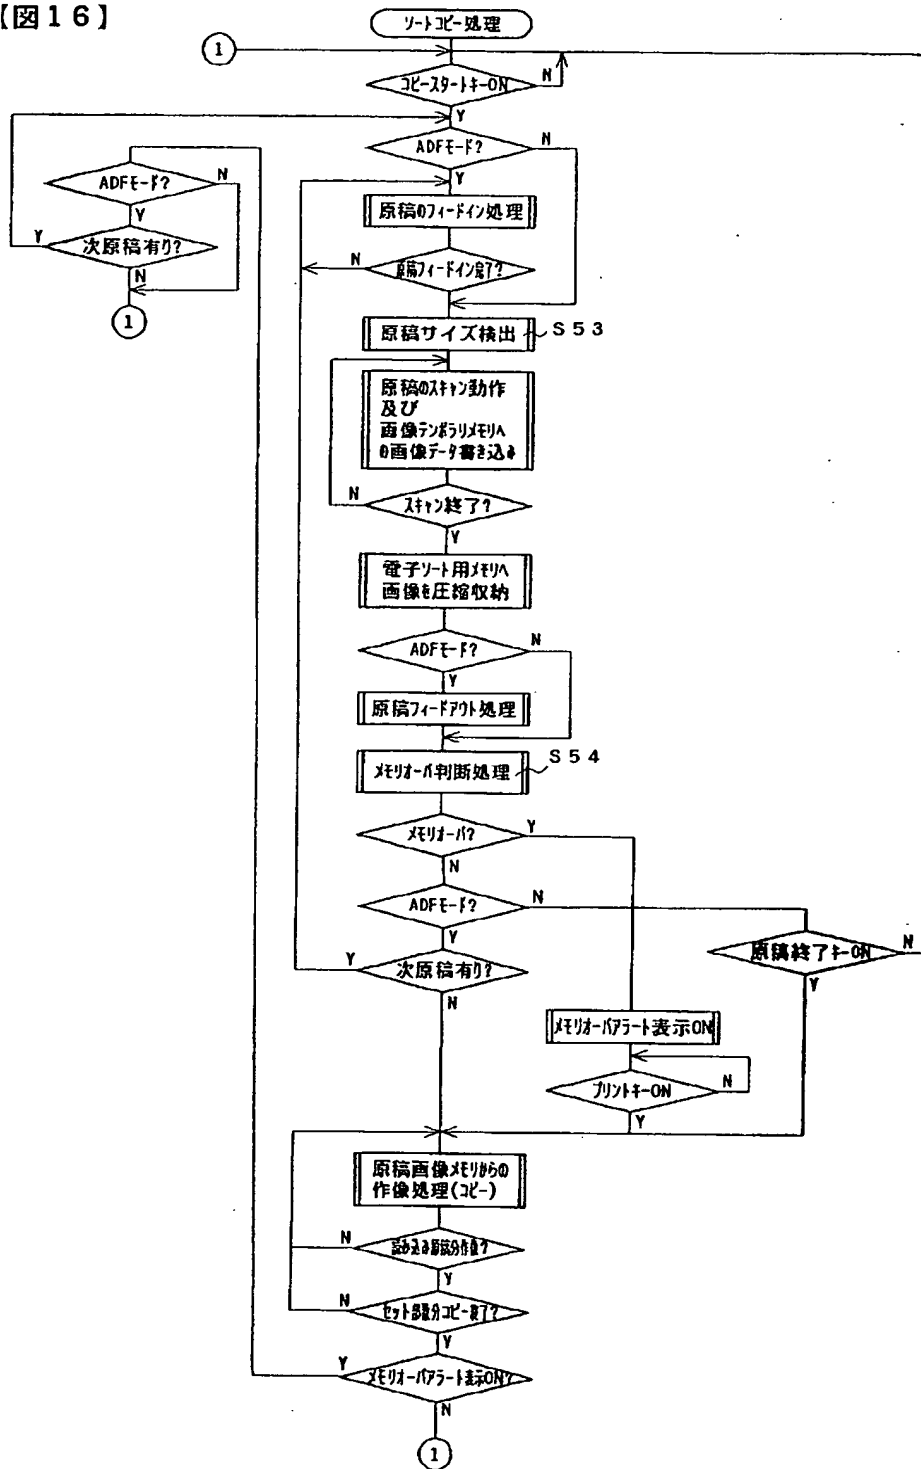 【図16】
ソートコピー処理
1
コピースタートキーON
N
Y
ADFモード?
N
Y
ADFモード?
N
Y
次原稿有り?
Y
N
1
原稿のフィードイン処理
原稿フィードイン完了?
N
原稿サイズ検出
S53
原稿のスキャン動作
及び
画像テンポラリメモリへ
の画像データ書き込み
スキャン終了?
N
Y
電子ソート用メモリへ
画像を圧縮収納
ADFモード?
N
Y
原稿フィードアウト処理
メモリオーバ判断処理
S54
メモリオーバ?
Y
N
ADFモード?
N
Y
次原稿有り?
Y
N
原稿終了キーON
N
Y
メモリオーバアラート表示ON
プリントキーON
N
Y
原稿画像メモリからの
作像処理(コピー)
読み込み原稿分作像?
N
Y
セット部数分コピー終了?
N
Y
メモリオーバアラート表示ON?
Y
N
1